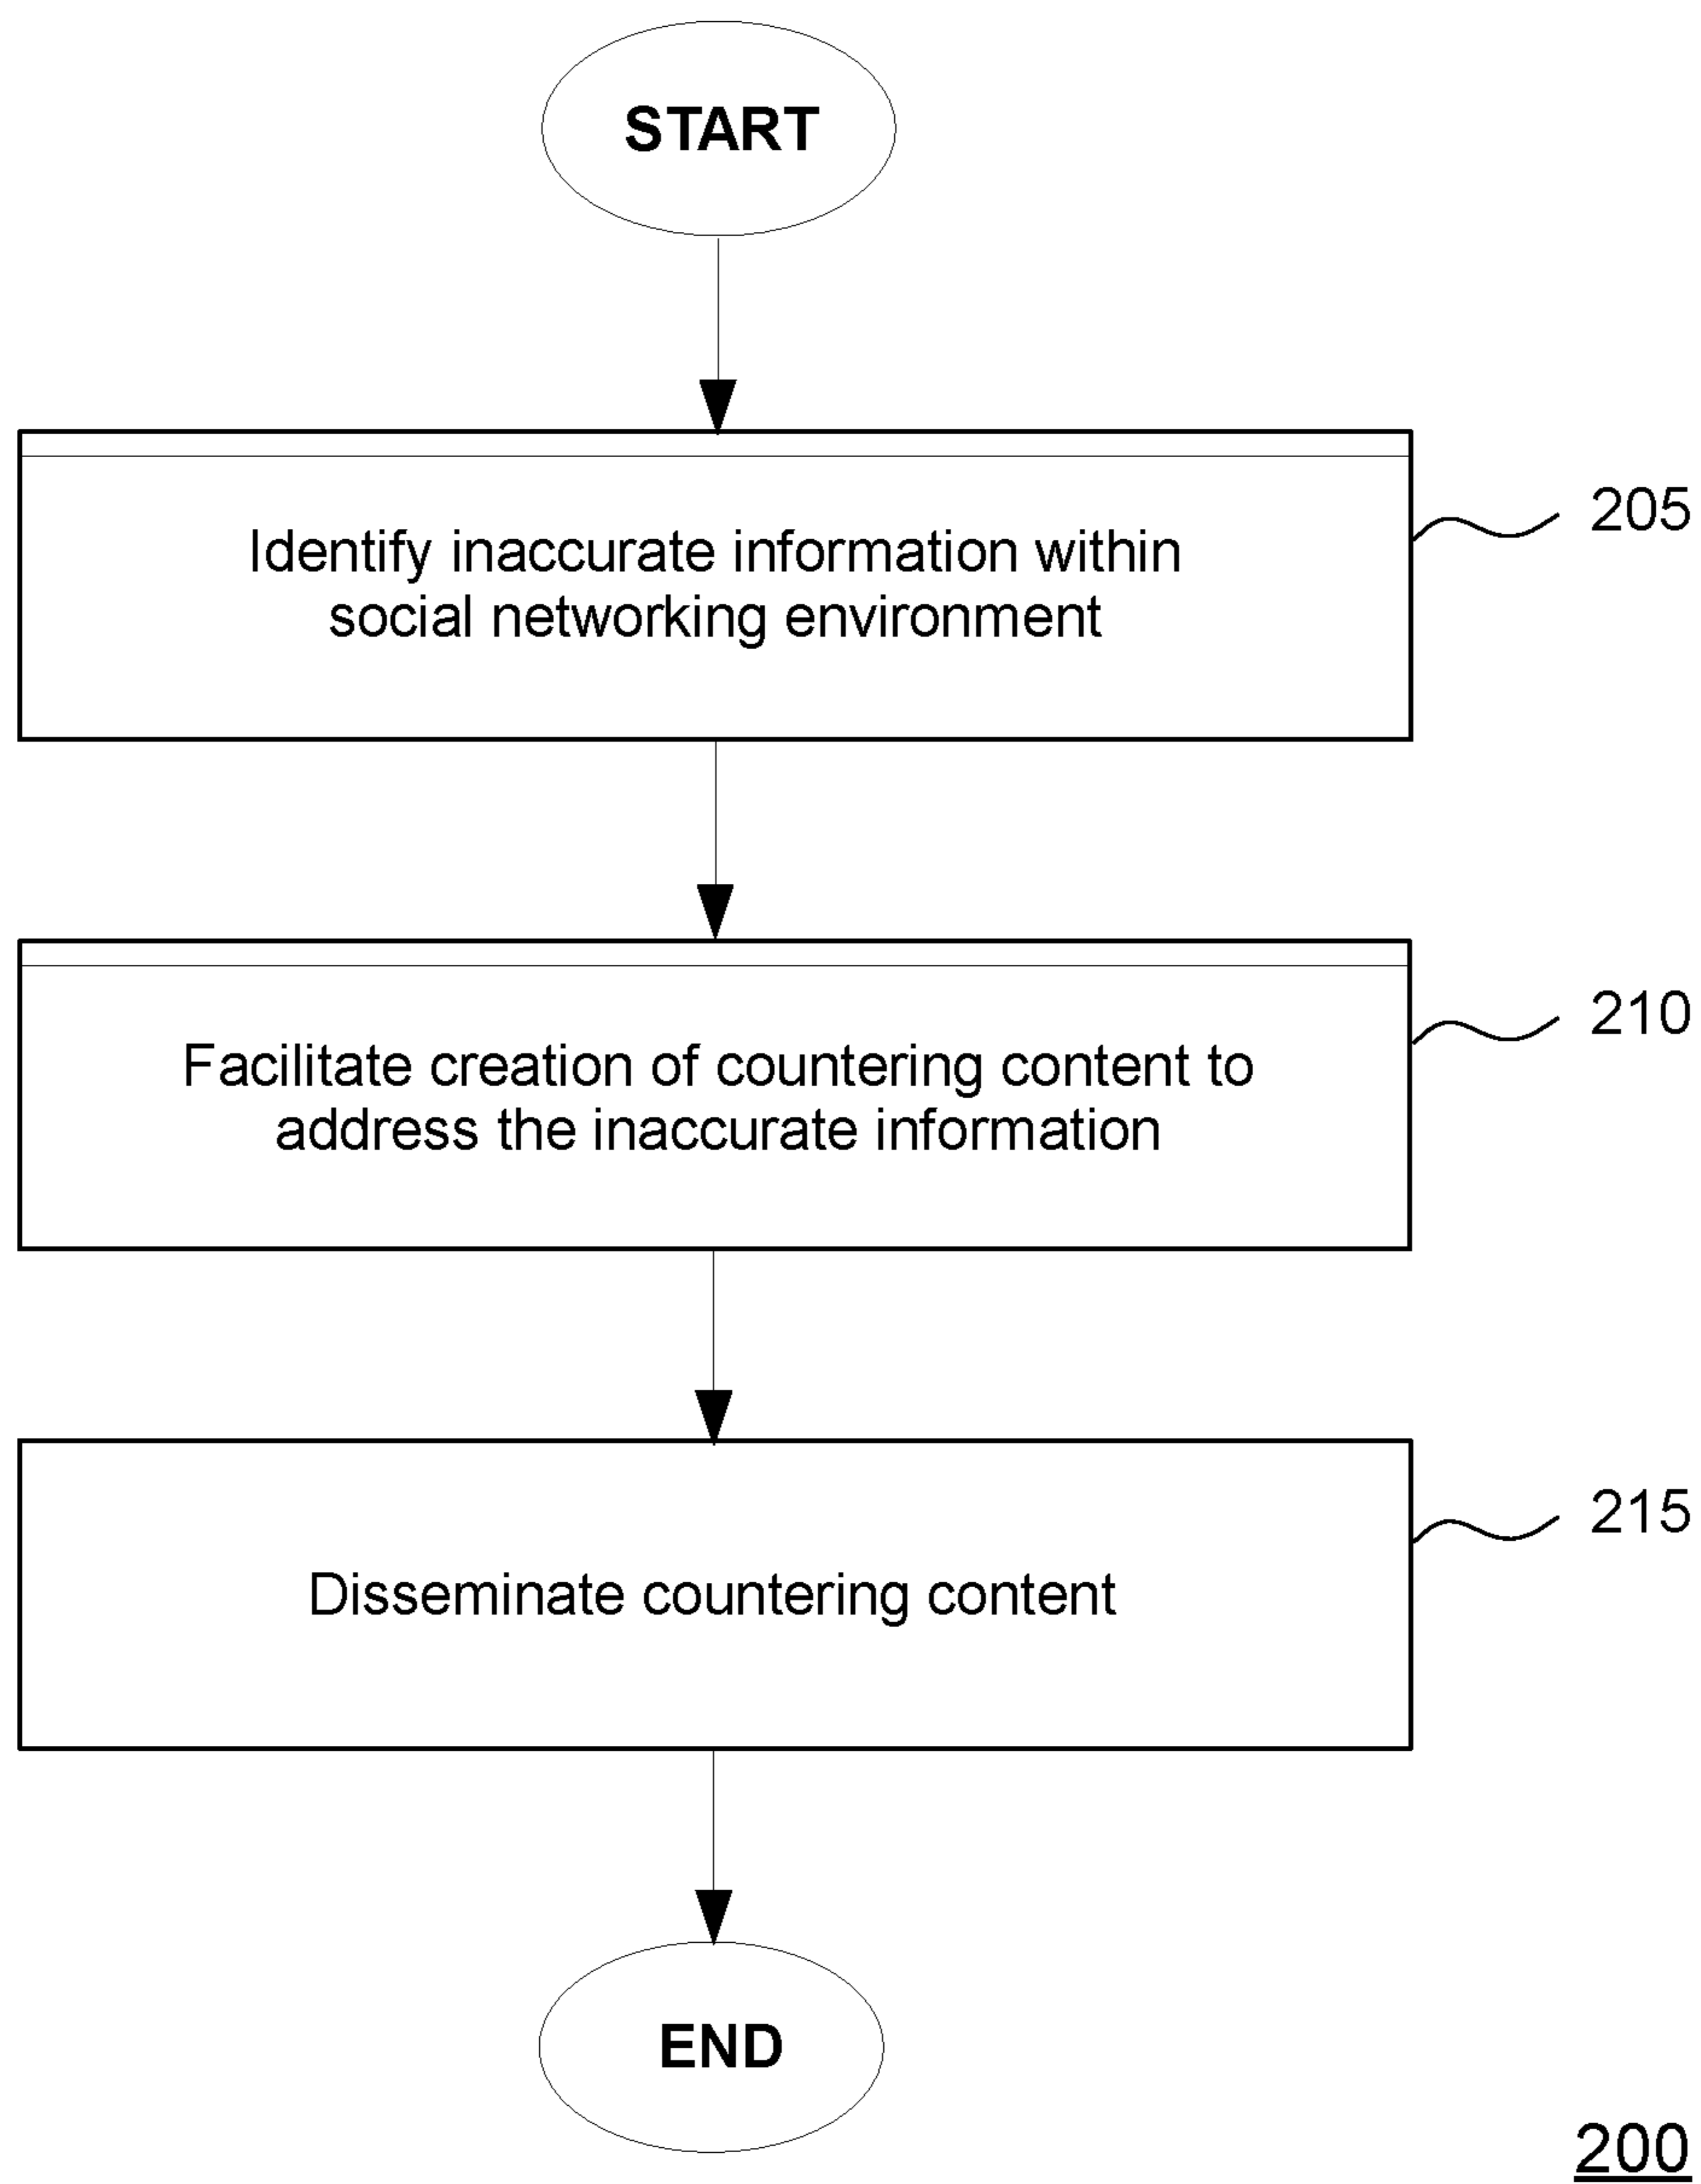 START
Identify inaccurate information within
social networking environment
205
Facilitate creation of countering content to
address the inaccurate information
210
Disseminate countering content
215
END
200